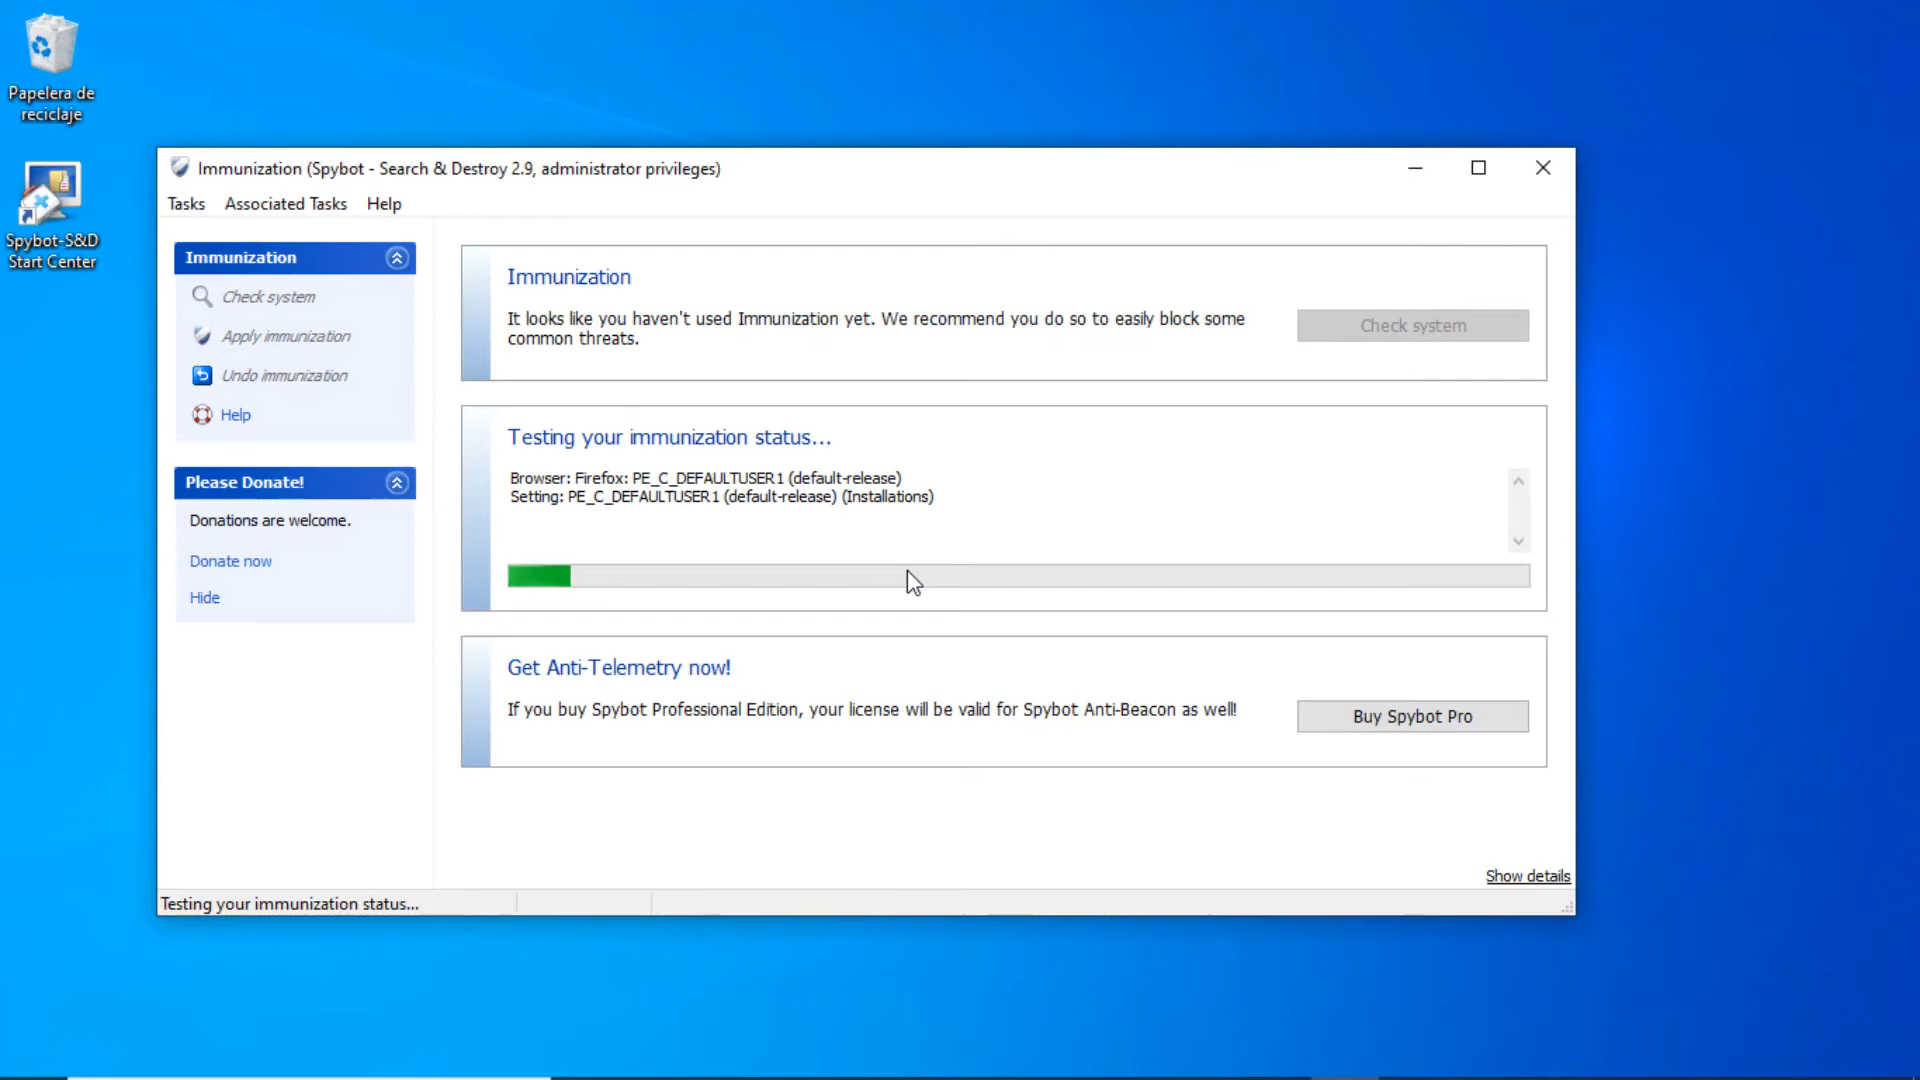 Papelera de
reciclaje
Spybot-S&D
Start Center
Immunization (Spybot - Search & Destroy 2.9, administrator privileges)
Tasks Associated Tasks Help
Immunization
Check system
Apply immunization
Undo immunization
Help
Please Donate!
Donations are welcome.
Donate now
Hide
Immunization
It looks like you haven't used Immunization yet. We recommend you do so to easily block some
common threats.
Check system
Testing your immunization status...
Browser: Firefox: PE_C_DEFAULTUSER1 (default-release)
Setting: PE_C_DEFAULTUSER1 (default-release) (Installations)
Get Anti-Telemetry now!
If you buy Spybot Professional Edition, your license will be valid for Spybot Anti-Beacon as well!
Buy Spybot Pro
Show details
Testing your immunization status...